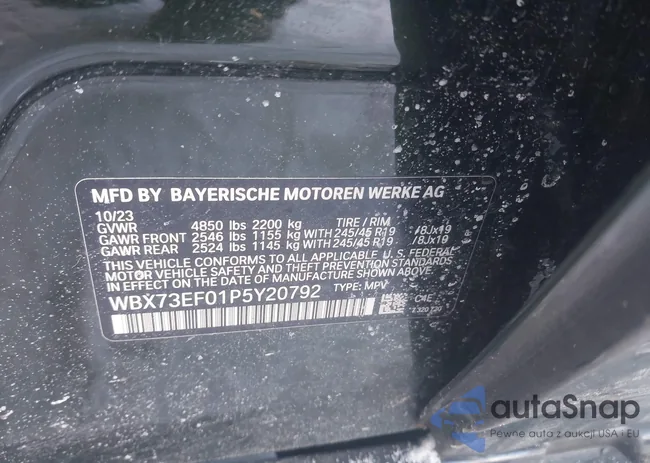 MFD BY BAYERISCHE MOTOREN WERKE AG
10/23
GVWR 4850 lbs 2200 kg TIRE / RIM
GAWR FRONT 2546 lbs 1155 kg WITH 245/45 R19 /8Jx19
GAWR REAR 2524 lbs 1145 kg WITH 245/45 R19 /8Jx19
THIS VEHICLE CONFORMS TO ALL APPLICABLE U. S. FEDERAL
MOTOR VEHICLE SAFETY AND THEFT PREVENTION STANDARDS
IN EFFECT ON THE DATE OF MANUFACTURE SHOWN ABOVE.
WBX73EF01P5Y20792 TYPE: MPV
C4E
autaSnap
Pewne auta z aukcji USA i EU